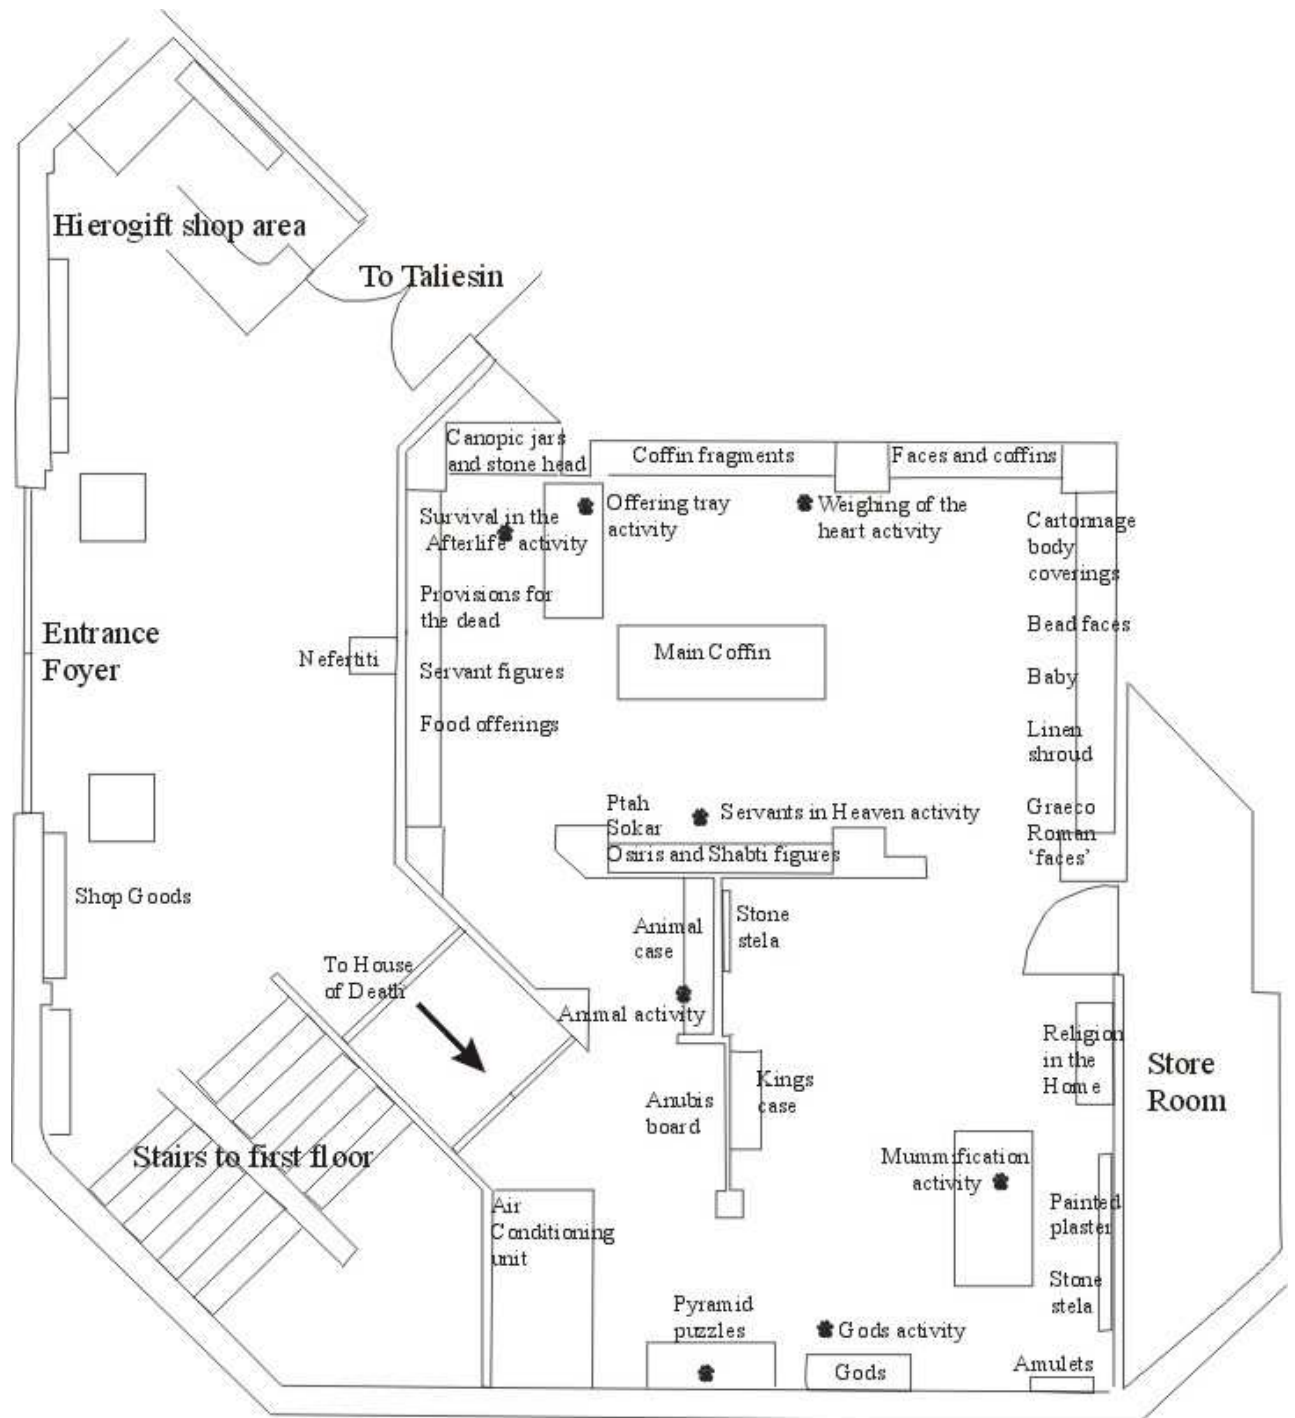 Hierogift shop area
To Taliesin
Canopic jars
and stone head
Coffin fragments
Faces and coffins
Survival in the
Afterlife activity
Offering tray
activity
Weighing of the
heart activity
Cartonnage
body
coverings
Provisions for
the dead
Bead faces
Entrance
Foyer
Nefertiti
Servant figures
Main Coffin
Baby
Food offerings
Linen
shroud
Ptah
Sokar
Osiris and Shabti figures
Servants in Heaven activity
Graeco
Roman
‘faces’
Shop Goods
Animal
case
Stone
stela
To House
of Death
Animal activity
Religion
in the
Home
Store
Room
Anubis
board
Kings
case
Stairs to first floor
Mummification
activity
Air
Conditioning
unit
Painted
plaster
Stone
stela
Pyramid
puzzles
Gods activity
Gods
Amulets